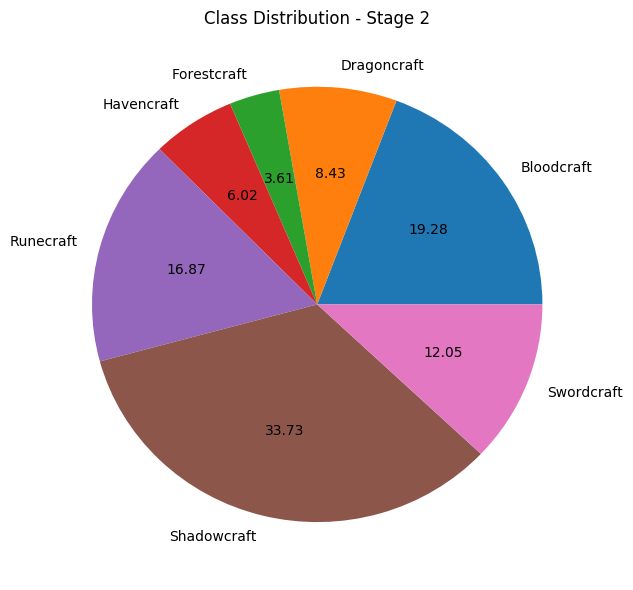 Class Distribution - Stage 2
Dragoncraft
Forestcraft
Havencraft
Bloodcraft
8.43
3.61
6.02
19.28
Runecraft
16.87
12.05
Swordcraft
33.73
Shadowcraft